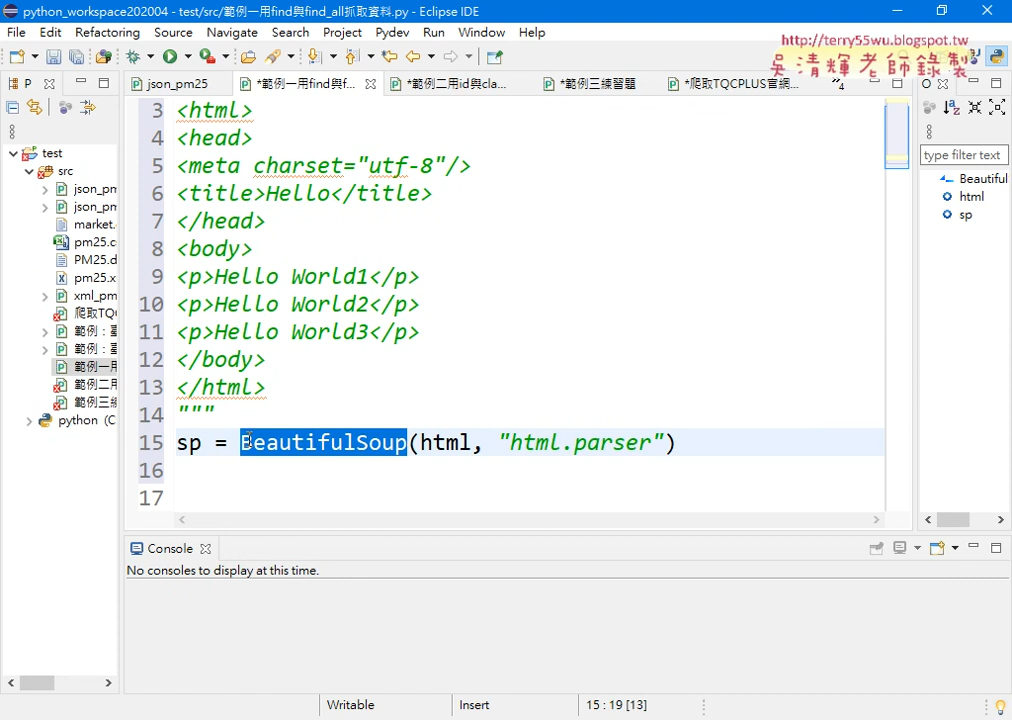 python_workspace202004 - test/src/範例一用find與find_all抓取資料.py - Eclipse IDE
File Edit Refactoring Source Navigate Search Project Pydev Run Window Help
http://terry55wu.blogspot.tw
吳清輝老師錄製
P
json_pm25
*範例一用find與f...
*範例二用id與cla...
*範例三練習題
*爬取TQCPLUS官網...
4
O
test
src
json_pm
json_pm
market.
pm25.c
PM25.d
pm25.x
xml_pm
爬取TQC
範例：臺
範例：臺
範例一用
範例二用
範例三練
python (C
3 <html>
4 <head>
5 <meta charset="utf-8"/>
6 <title>Hello</title>
7 </head>
8 <body>
9 <p>Hello World1</p>
10 <p>Hello World2</p>
11 <p>Hello World3</p>
12 </body>
13 </html>
14 """
15 sp = BeautifulSoup(html, "html.parser")
16
17
type filter text
Beautiful
html
sp
Console
No consoles to display at this time.
Writable
Insert
15 : 19 [13]